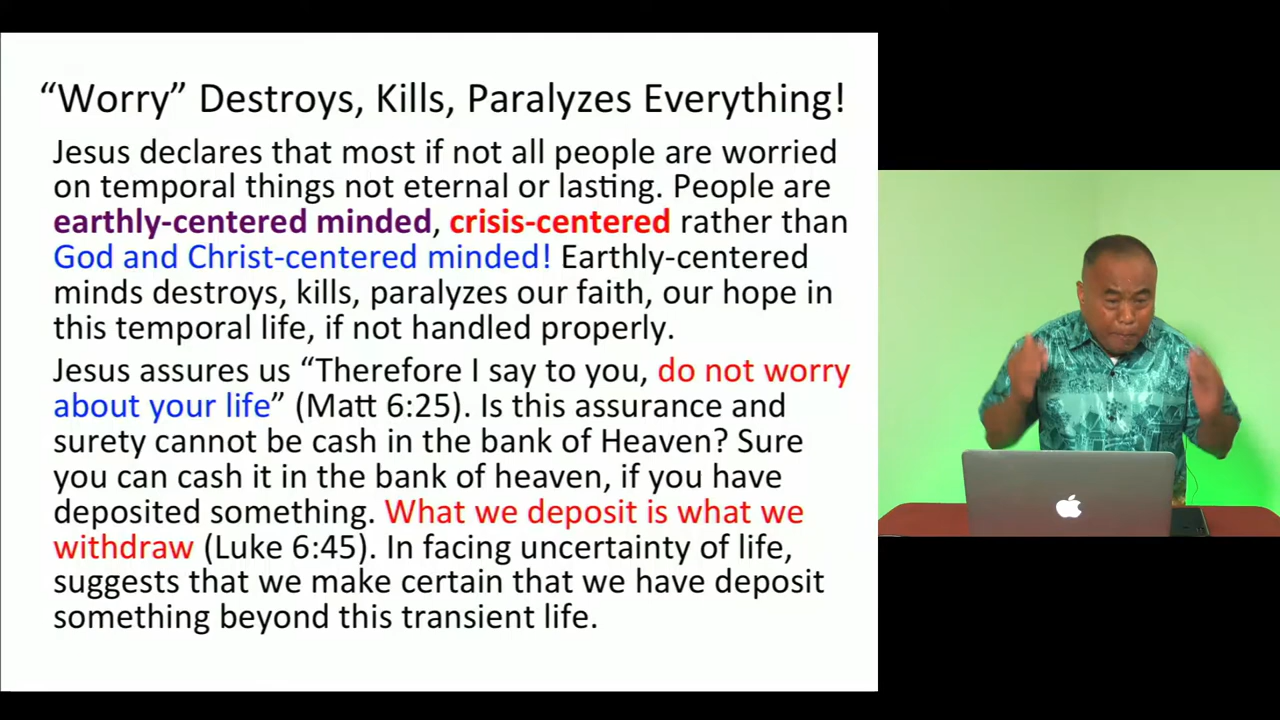 “Worry” Destroys, Kills, Paralyzes Everything!
Jesus declares that most if not all people are worried
on temporal things not eternal or lasting. People are
earthly-centered minded, crisis-centered rather than
God and Christ-centered minded! Earthly-centered
minds destroys, kills, paralyzes our faith, our hope in
this temporal life, if not handled properly.
Jesus assures us “Therefore I say to you, do not worry
about your life” (Matt 6:25). Is this assurance and
surety cannot be cash in the bank of Heaven? Sure
you can cash it in the bank of heaven, if you have
deposited something. What we deposit is what we
withdraw (Luke 6:45). In facing uncertainty of life,
suggests that we make certain that we have deposit
something beyond this transient life.